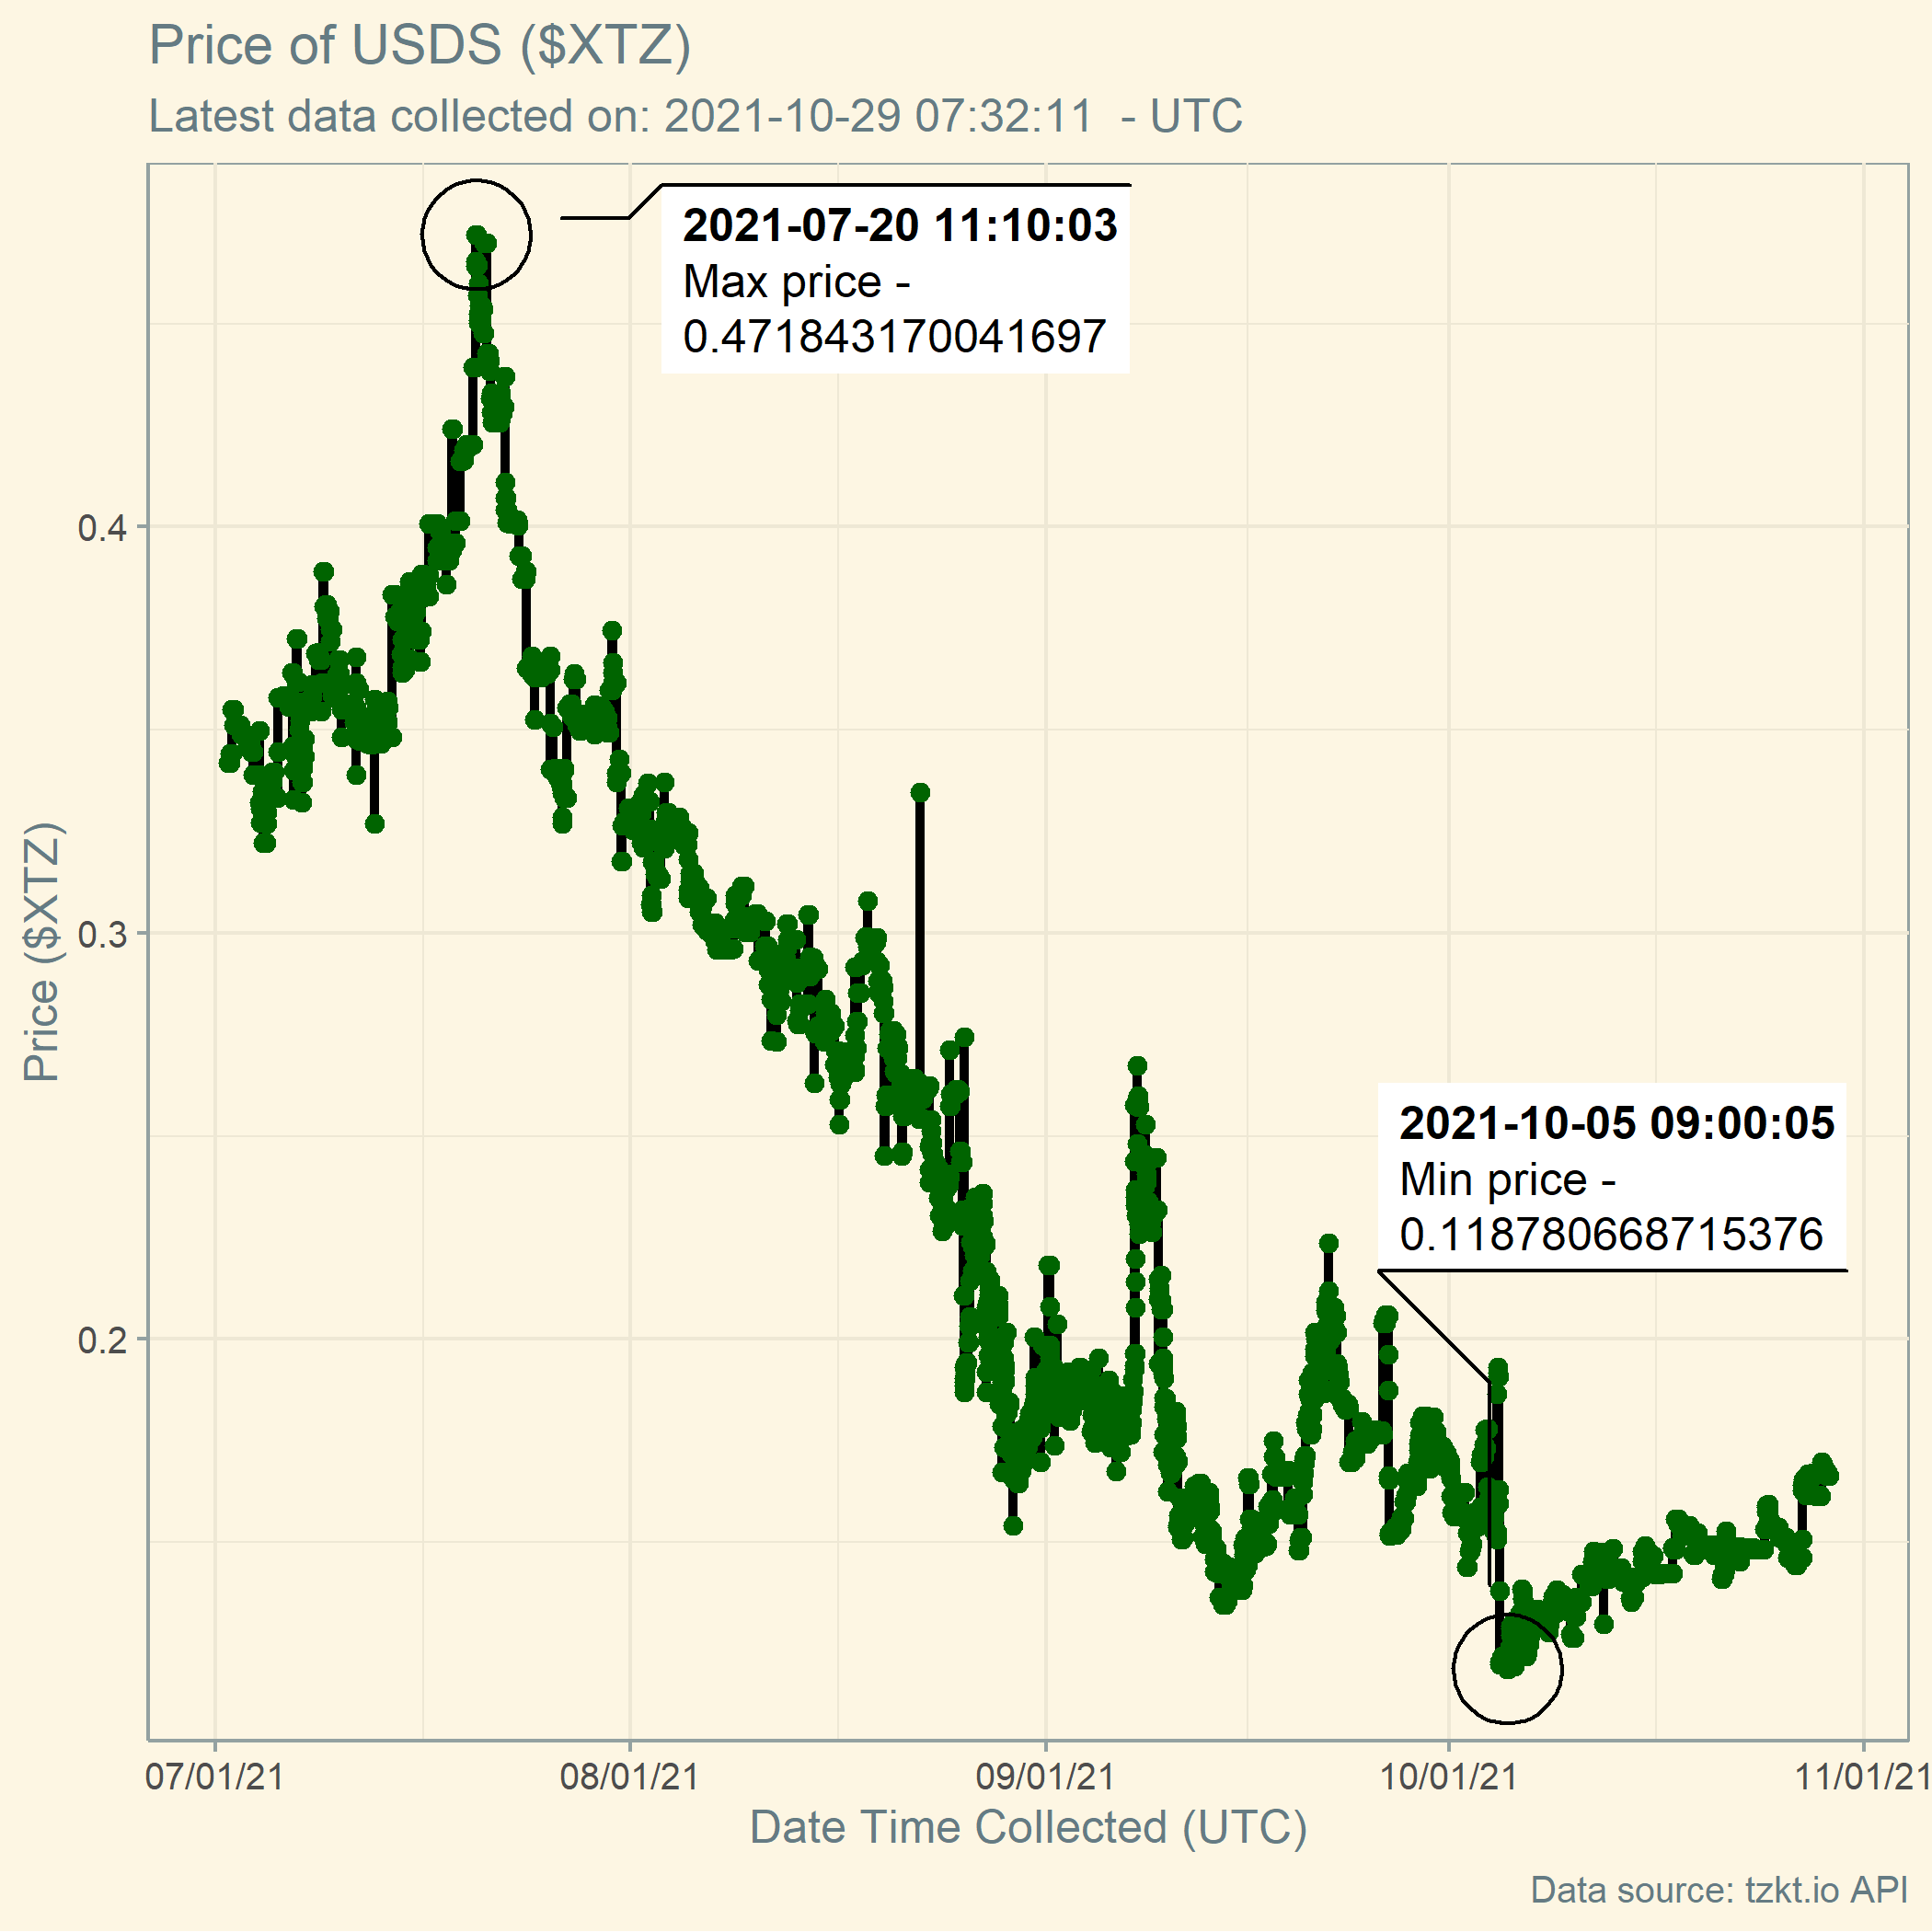 Price of USDS ($XTZ)
Latest data collected on: 2021-10-29 07:32:11  - UTC
2021-07-20 11:10:03
Max price -
0.471843170041697
0.4
0.3
0.2
Price ($XTZ)
2021-10-05 09:00:05
Min price -
0.118780668715376
07/01/21
08/01/21
09/01/21
10/01/21
11/01/21
Date Time Collected (UTC)
Data source: tzkt.io API